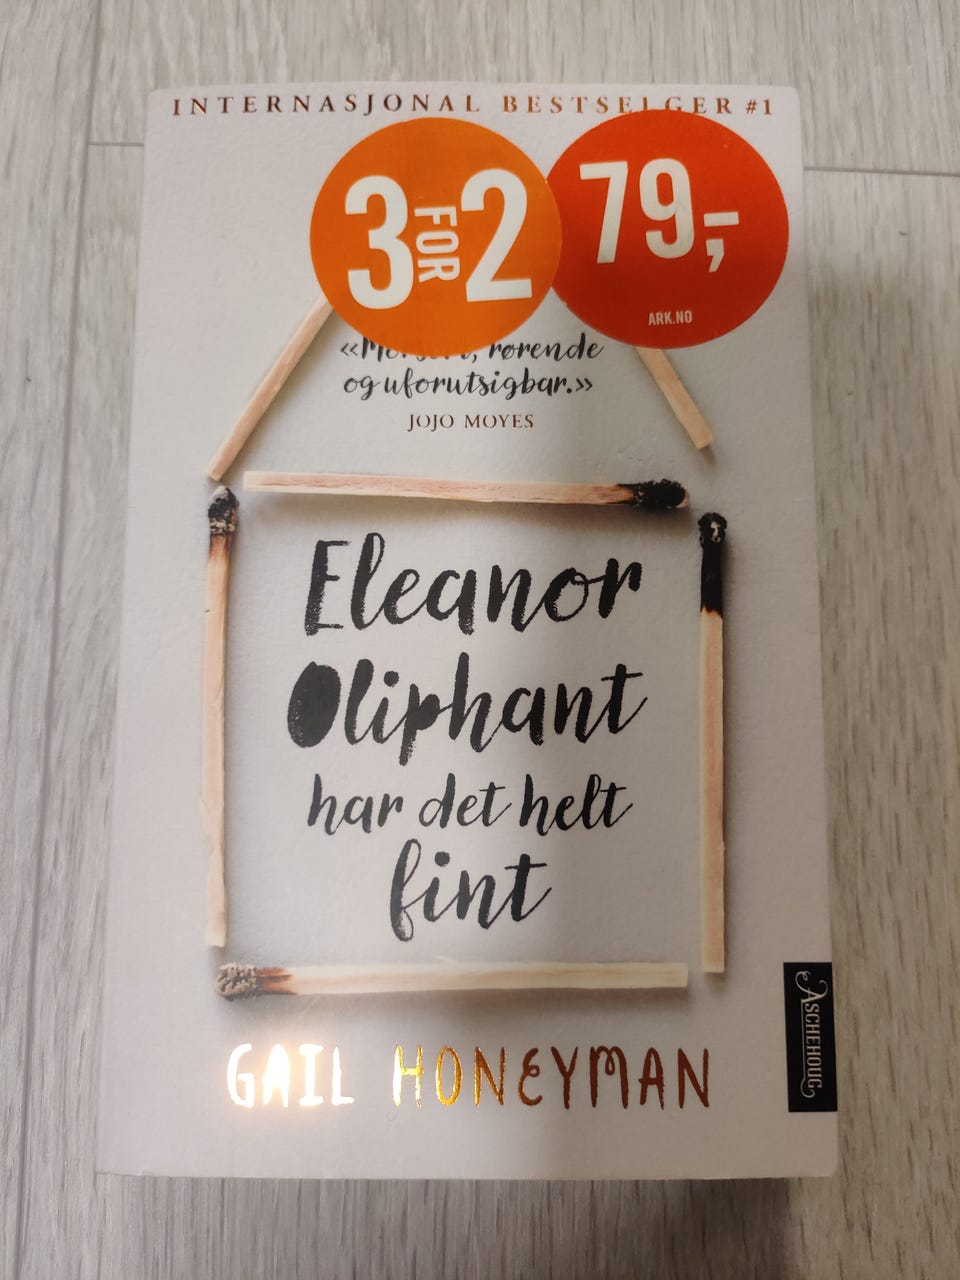 INTERNASJONAL BESTSELGER #1
3 FOR 2
79,-
ARK.NO
rørende
og uforutsigbar.»
JOJO MOYES
Eleanor
Oliphant
har det helt
fint
GAIL HONEYMAN
ASCHEHOUG